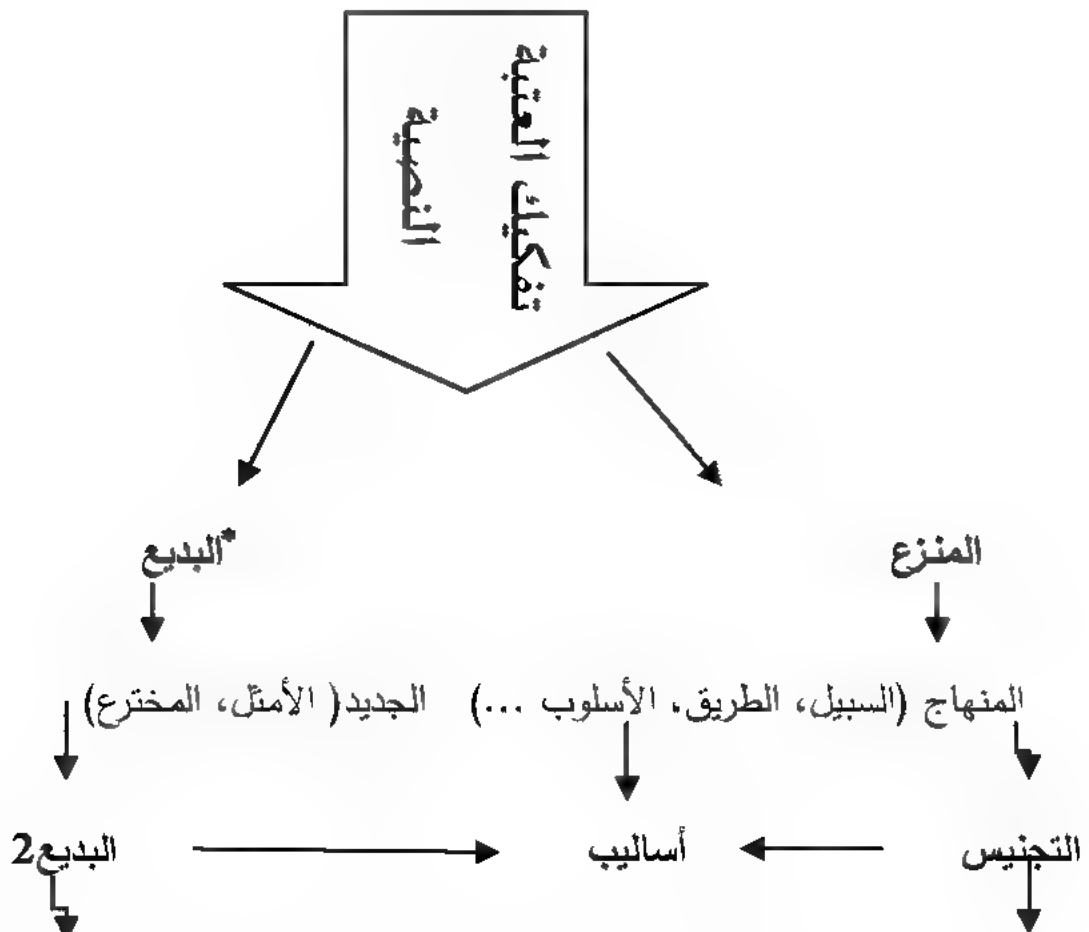 تفكيك العتبة
النصية
المنزع البديع*
المنهاج (السبيل، الطريق، الأسلوب ...) الجديد( الأمثل، المخترع)
التجنيس أساليب البديع2